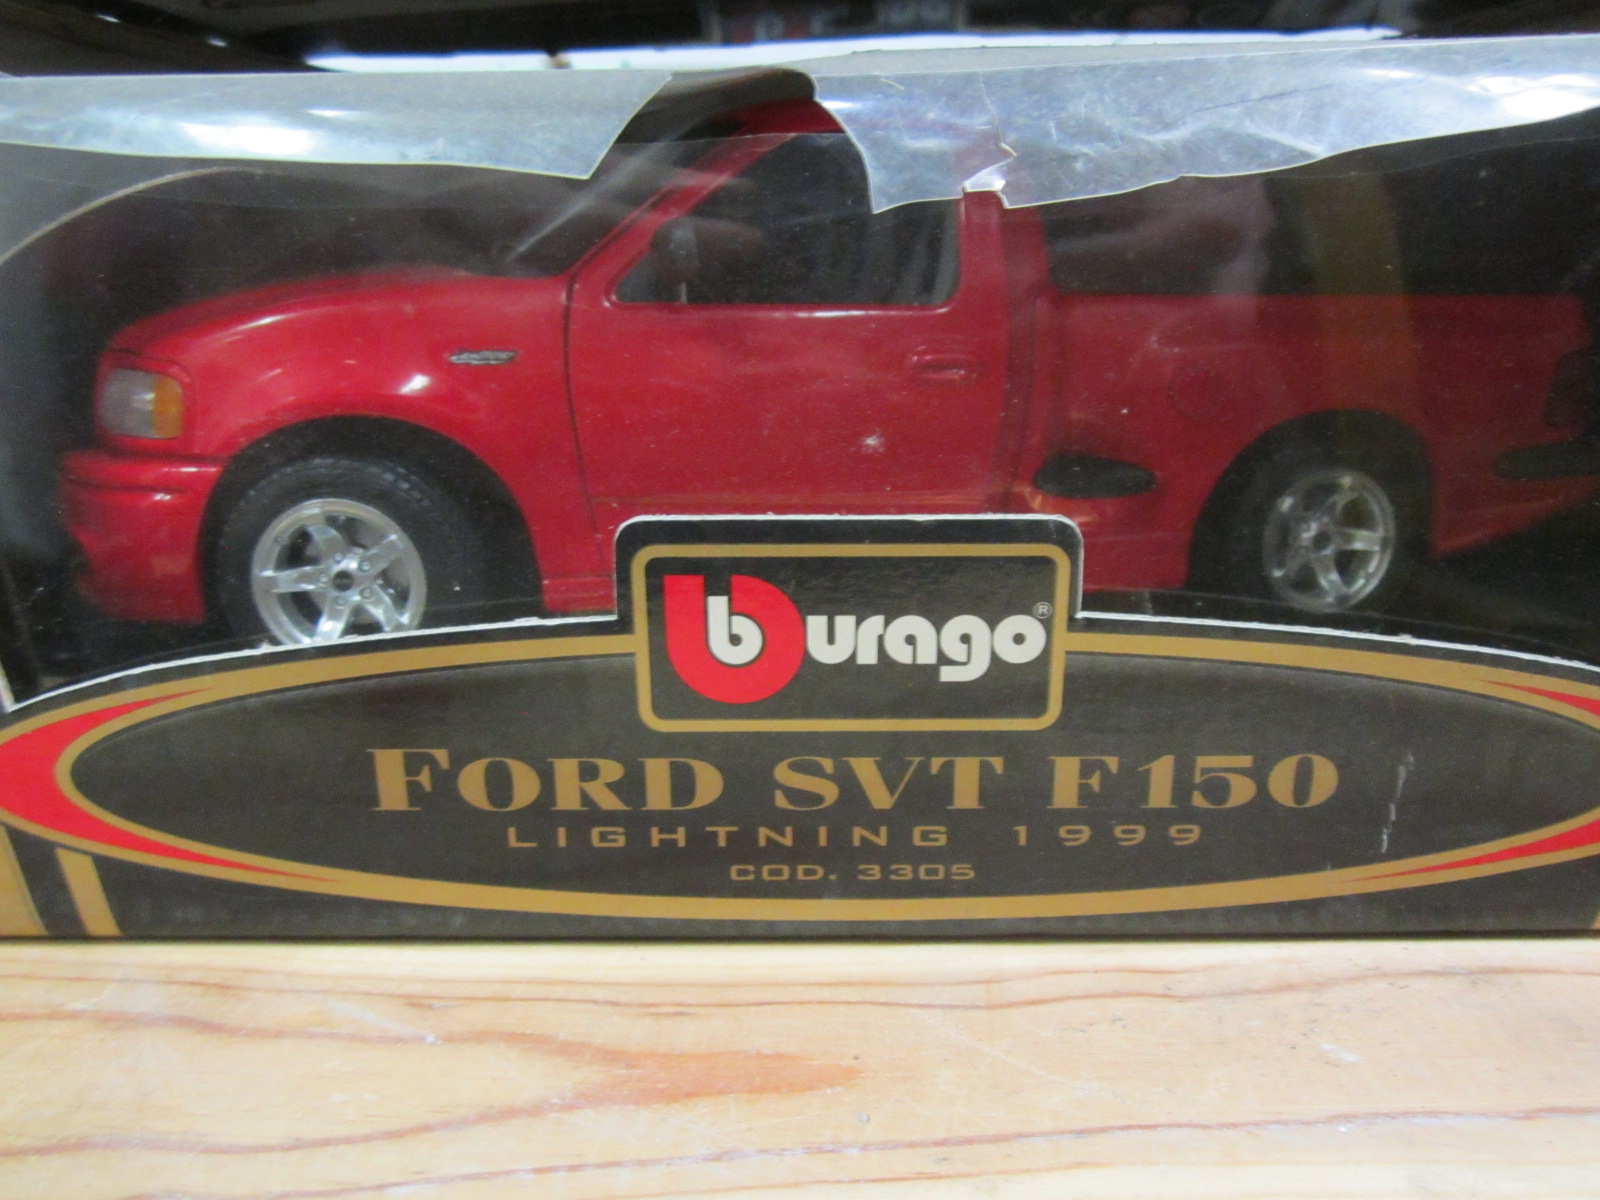 burago®
FORD SVT F150
LIGHTNING 1999
COD. 3305